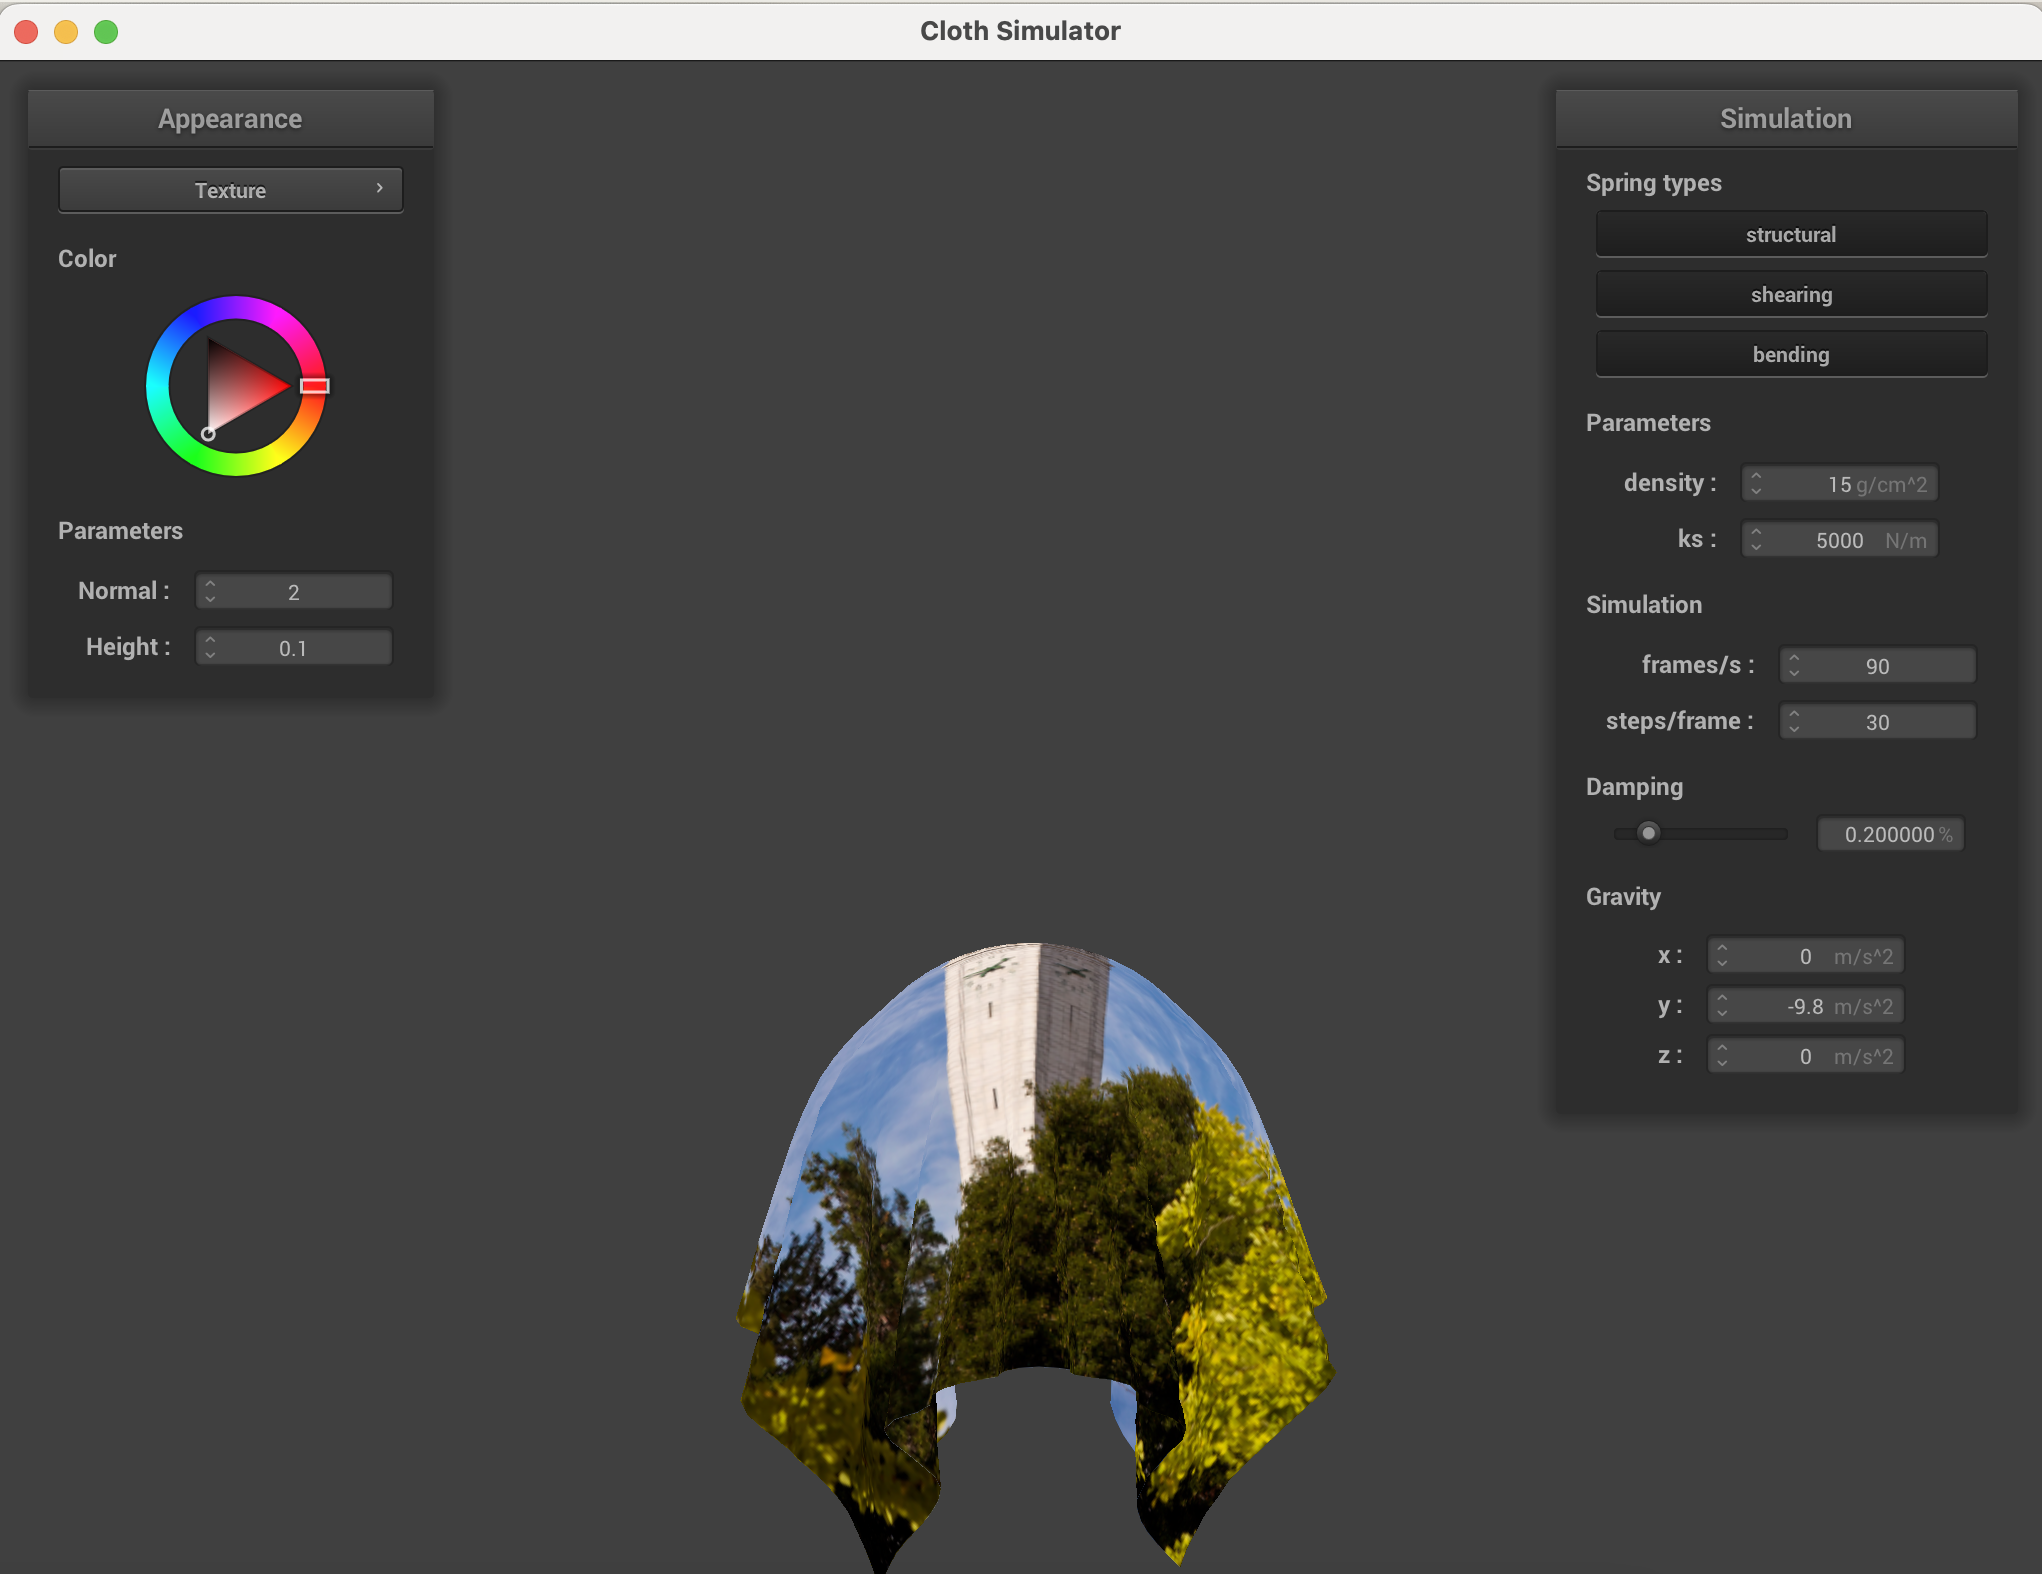 Cloth Simulator
Appearance
Texture
Color
Parameters
Normal : 2
Height : 0.1
Simulation
Spring types
structural
shearing
bending
Parameters
density : 15 g/cm^2
ks : 5000 N/m
Simulation
frames/s : 90
steps/frame : 30
Damping
0.200000 %
Gravity
x : 0 m/s^2
y : -9.8 m/s^2
z : 0 m/s^2